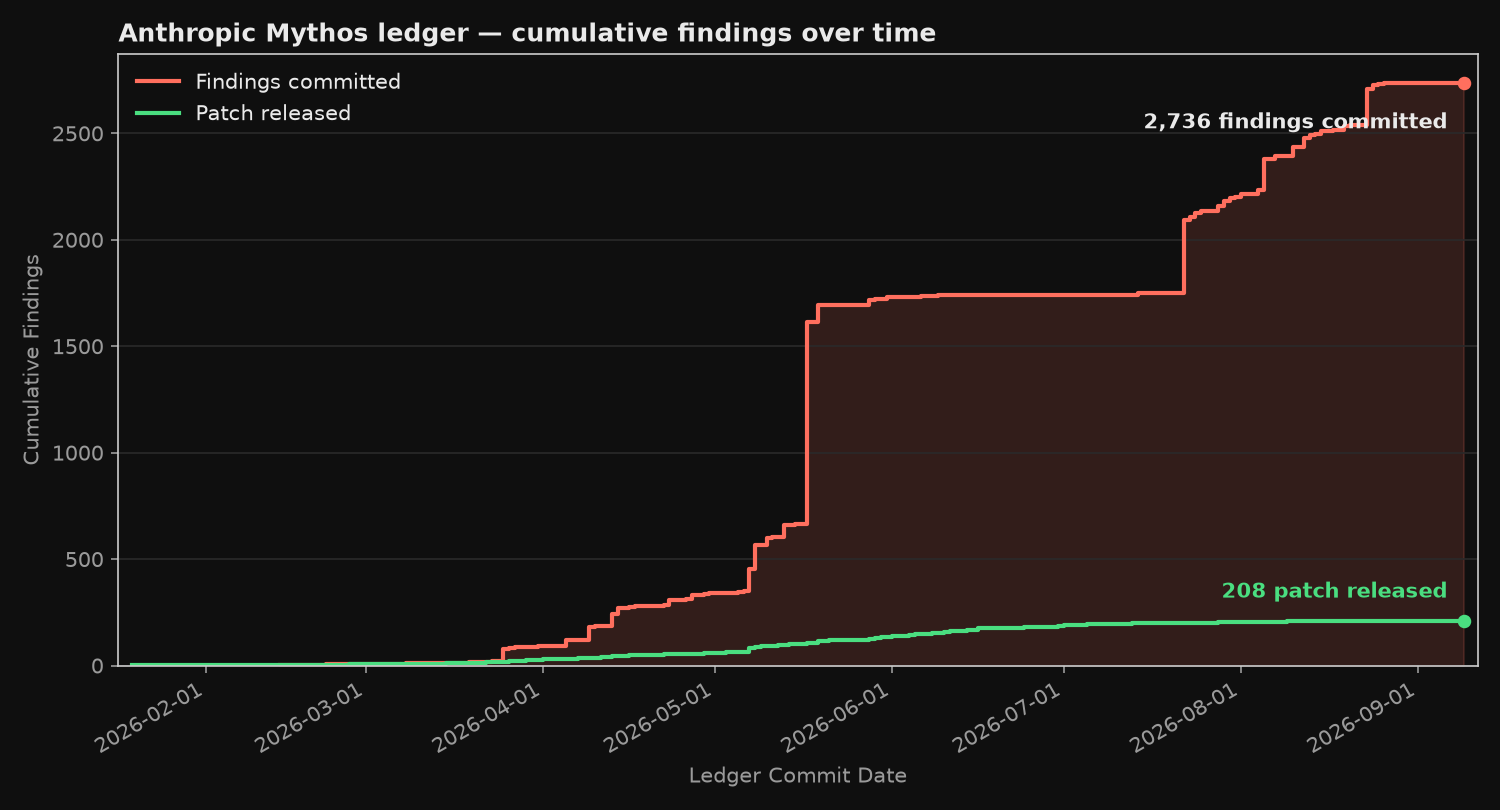 Anthropic Mythos ledger — cumulative findings over time
Findings committed
Patch released
2,736 findings committed
208 patch released
Cumulative Findings
2500
2000
1500
1000
500
0
2026-02-01
2026-03-01
2026-04-01
2026-05-01
2026-06-01
2026-07-01
2026-08-01
2026-09-01
Ledger Commit Date